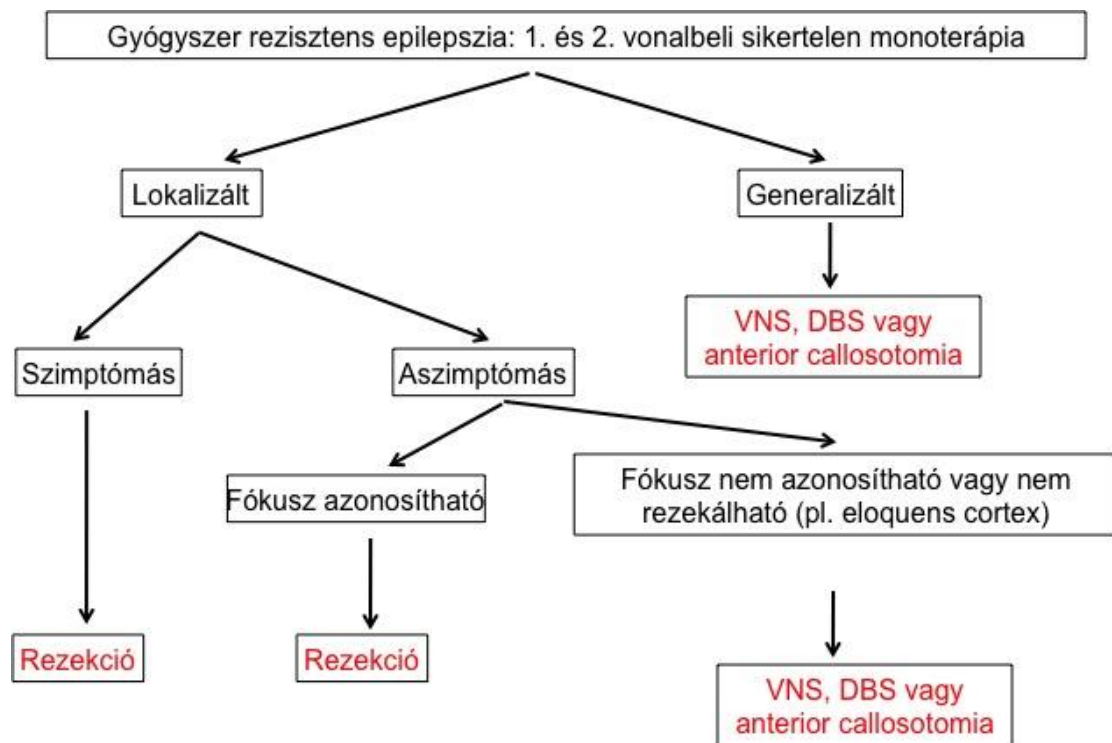 Gyógyszer rezisztens epilepszia: 1. és 2. vonalbeli sikertelen monoterápia
Lokalizált
Generalizált
VNS, DBS vagy
anterior callosotomia
Szimptómás
Aszimptómás
Fókusz azonosítható
Fókusz nem azonosítható vagy nem
rezekálható (pl. eloquens cortex)
Rezekció
Rezekció
VNS, DBS vagy
anterior callosotomia